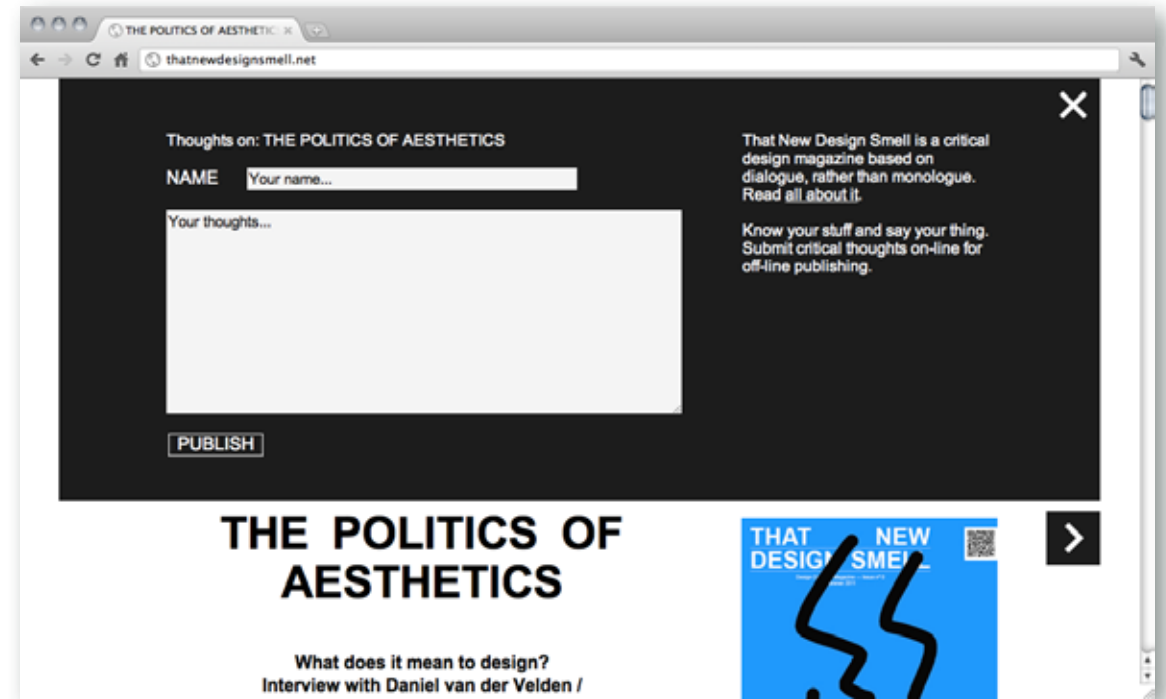 THE POLITICS OF AESTHETIC
thatnewdesignsmell.net
Thoughts on: THE POLITICS OF AESTHETICS
NAME Your name...
Your thoughts...
PUBLISH
That New Design Smell is a critical
design magazine based on
dialogue, rather than monologue.
Read all about it.
Know your stuff and say your thing.
Submit critical thoughts on-line for
off-line publishing.
THE POLITICS OF
AESTHETICS
What does it mean to design?
Interview with Daniel van der Velden /
THAT NEW
DESIGN SMELL